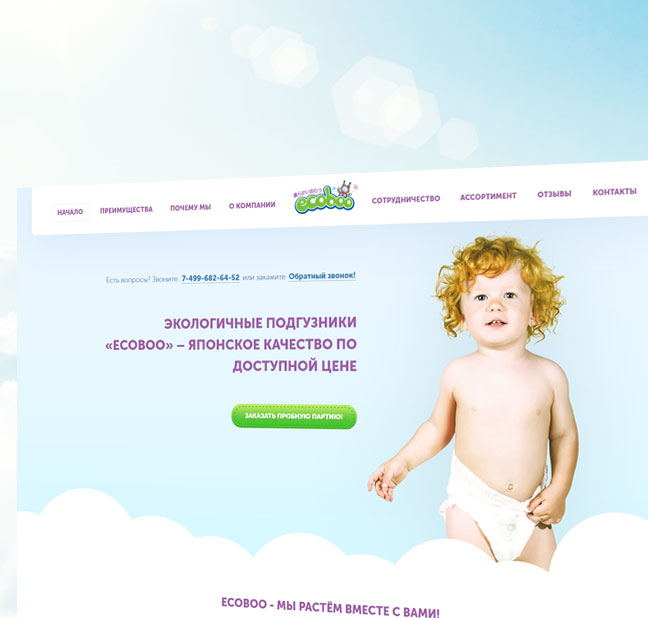 НАЧАЛО ПРЕИМУЩЕСТВА ПОЧЕМУ МЫ О КОМПАНИИ ecoboo СОТРУДНИЧЕСТВО АССОРТИМЕНТ ОТЗЫВЫ КОНТАКТЫ
Есть вопросы? Звоните 7-499-682-64-52 или закажите Обратный звонок!
ЭКОЛОГИЧНЫЕ ПОДГУЗНИКИ
«ECOBOO» – ЯПОНСКОЕ КАЧЕСТВО ПО
ДОСТУПНОЙ ЦЕНЕ
ЗАКАЗАТЬ ПРОБНУЮ ПАРТИЮ!
ECOBOO - МЫ РАСТЁМ ВМЕСТЕ С ВАМИ!